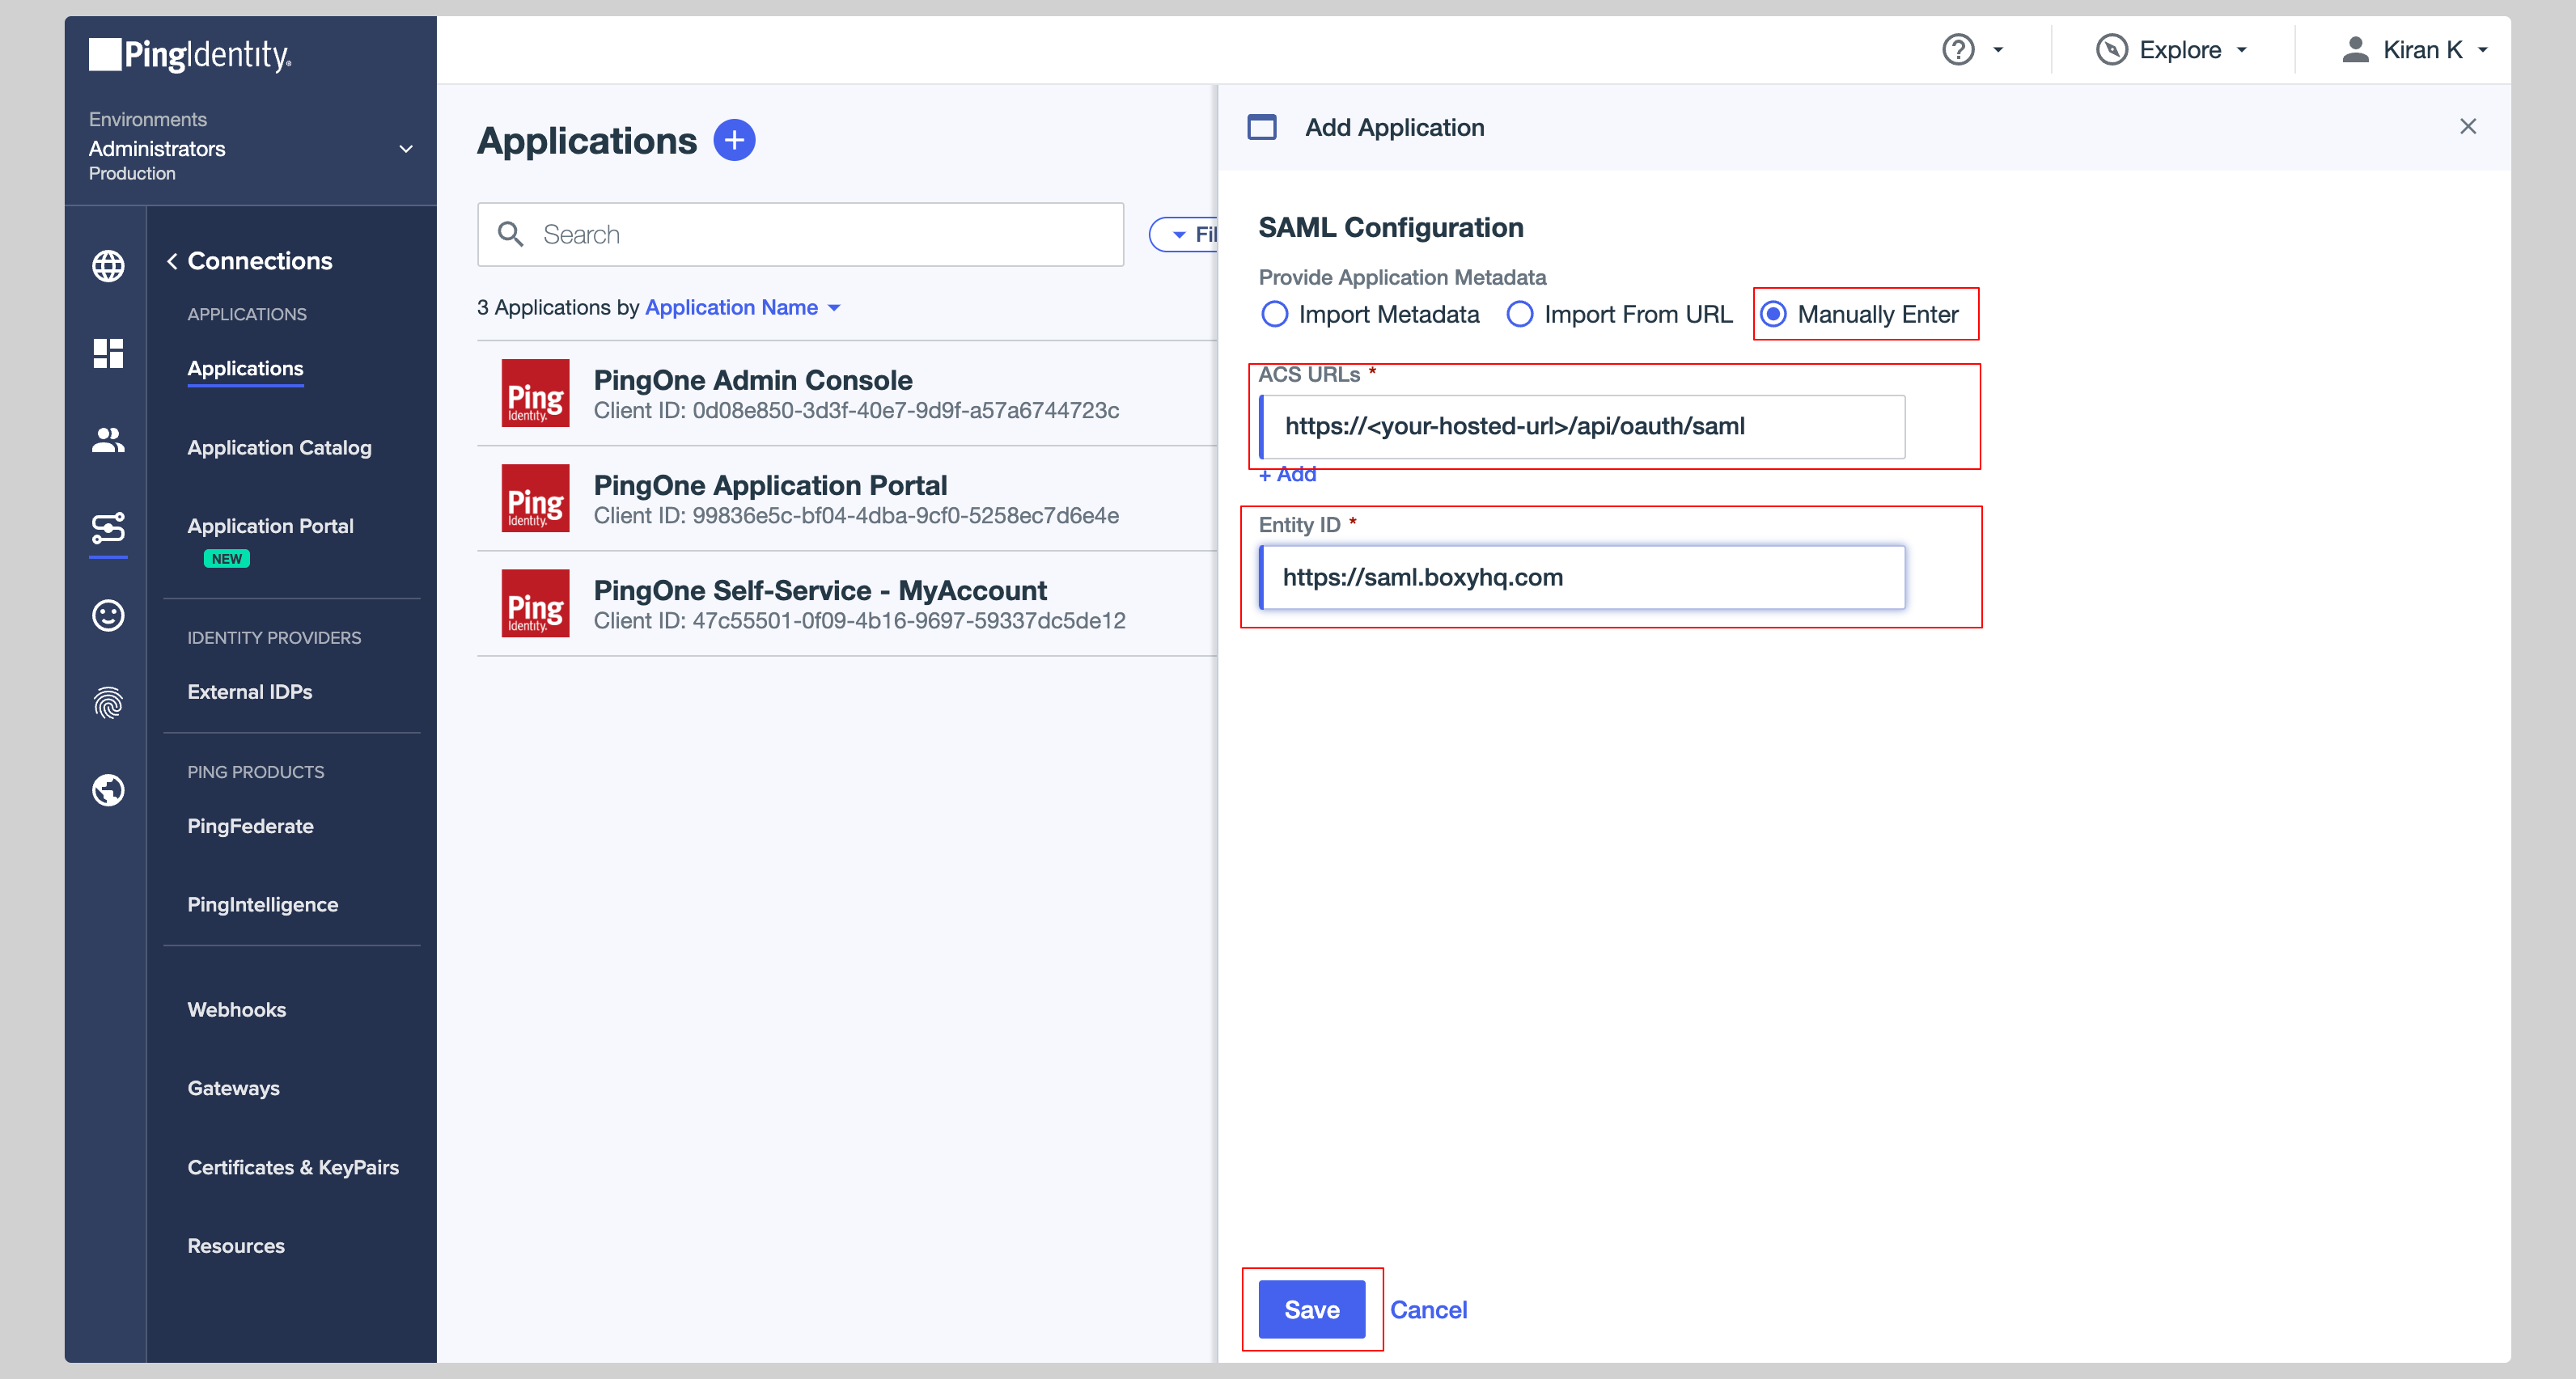 PingIdentity.
Explore
Kiran K
Environments
Administrators
Production
Connections
APPLICATIONS
Applications
Application Catalog
Application Portal
NEW
IDENTITY PROVIDERS
External IDPs
PING PRODUCTS
PingFederate
PingIntelligence
Webhooks
Gateways
Certificates & KeyPairs
Resources
Applications
Search
3 Applications by Application Name
Ping
Identity.
PingOne Admin Console
Client ID: 0d08e850-3d3f-40e7-9d9f-a57a6744723c
Ping
Identity.
PingOne Application Portal
Client ID: 99836e5c-bf04-4dba-9cf0-5258ec7d6e4e
Ping
Identity.
PingOne Self-Service - MyAccount
Client ID: 47c55501-0f09-4b16-9697-59337dc5de12
Add Application
SAML Configuration
Provide Application Metadata
Import Metadata Import From URL Manually Enter
ACS URLs *
https://<your-hosted-url>/api/oauth/saml
+ Add
Entity ID *
https://saml.boxyhq.com
Save Cancel